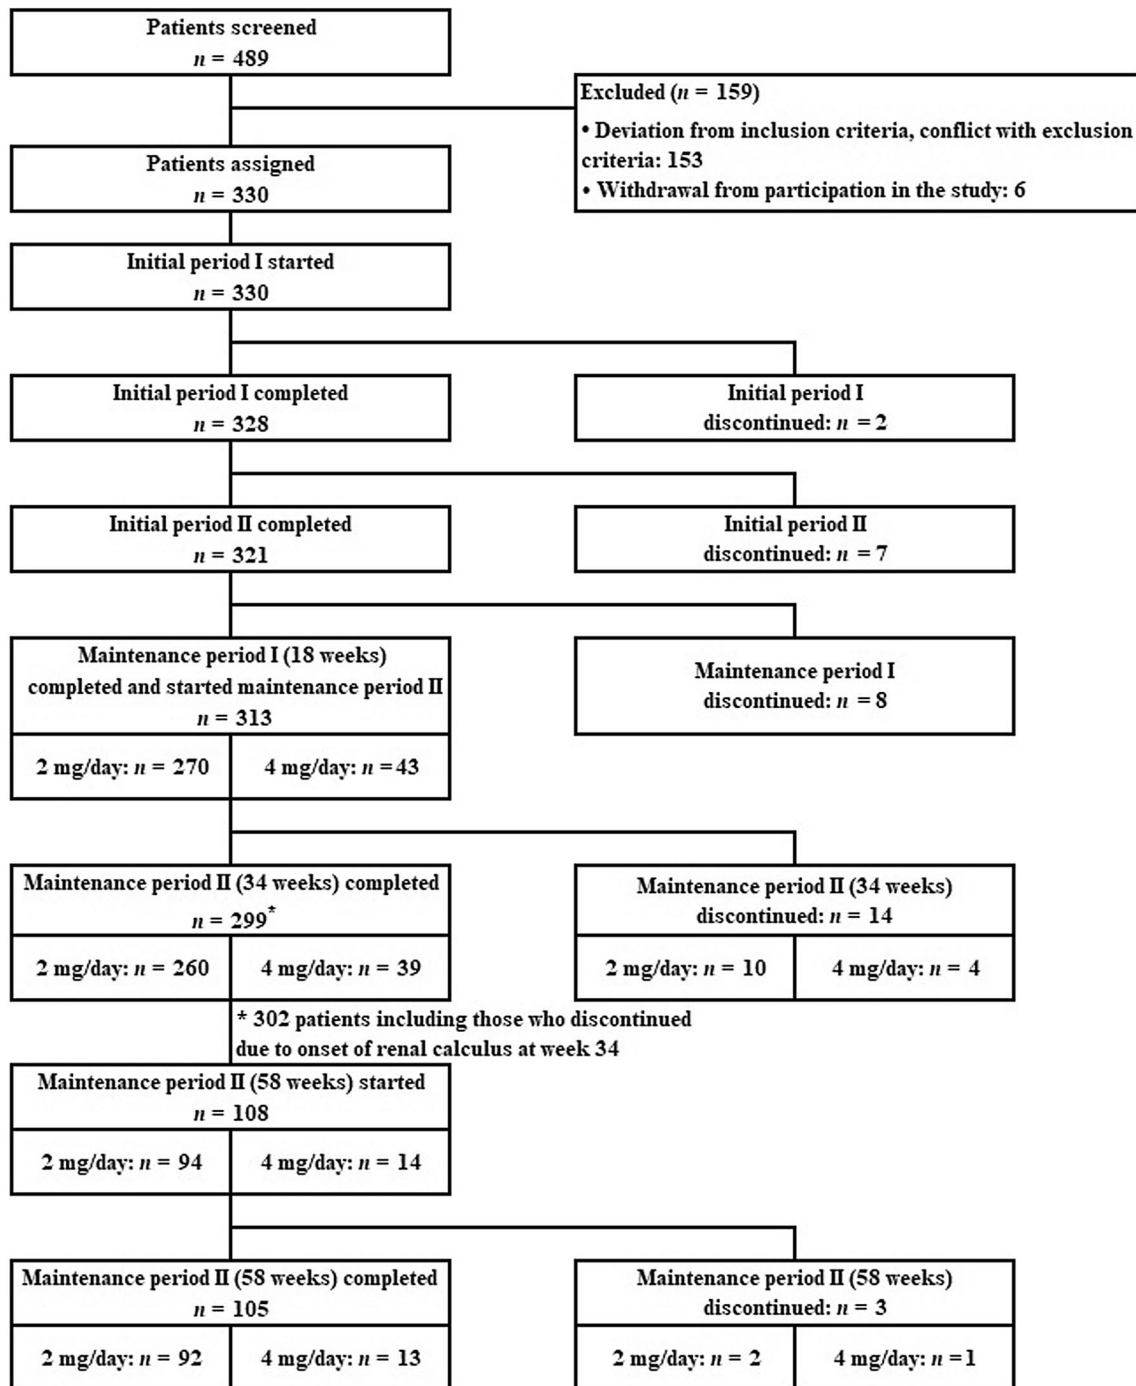 Patients screened
n = 489
Excluded (n = 159)
• Deviation from inclusion criteria, conflict with exclusion
criteria: 153
• Withdrawal from participation in the study: 6
Patients assigned
n = 330
Initial period I started
n = 330
Initial period I completed
n = 328
Initial period I
discontinued: n = 2
Initial period II completed
n = 321
Initial period II
discontinued: n = 7
Maintenance period I (18 weeks)
completed and started maintenance period II
n = 313
2 mg/day: n = 270
4 mg/day: n =43
Maintenance period I
discontinued: n = 8
Maintenance period II (34 weeks) completed
n = 299*
2 mg/day: n = 260
4 mg/day: n = 39
Maintenance period II (34 weeks)
discontinued: n = 14
2 mg/day: n = 10
4 mg/day: n = 4
* 302 patients including those who discontinued
due to onset of renal calculus at week 34
Maintenance period II (58 weeks) started
n = 108
2 mg/day: n = 94
4 mg/day: n = 14
Maintenance period II (58 weeks) completed
n = 105
2 mg/day: n = 92
4 mg/day: n = 13
Maintenance period II (58 weeks)
discontinued: n = 3
2 mg/day: n = 2
4 mg/day: n =1